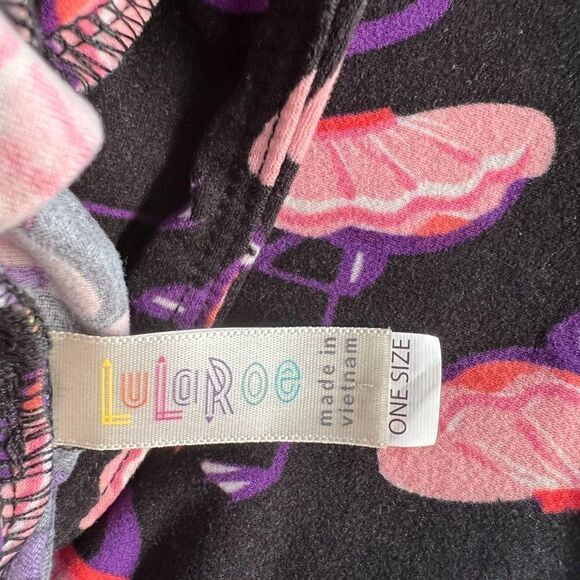 LuLaRoe
made in
vietnam
ONE SIZE